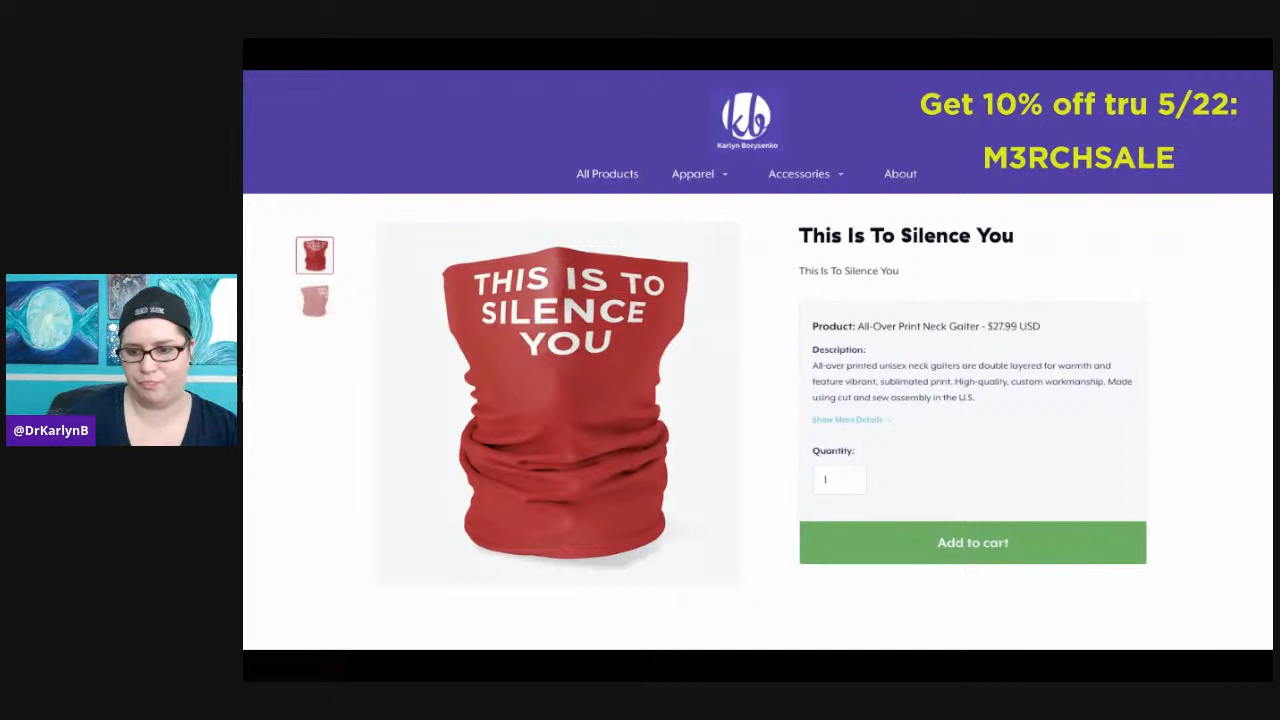 Get 10% off tru 5/22:
M3RCHSALE
kb
Karlyn Borysenko
All Products
Apparel
Accessories
About
This Is To Silence You
This Is To Silence You
THIS IS TO
SILENCE
YOU
Product: All-Over Print Neck Gaiter - $27.99 USD
Description:
All-over printed unisex neck gaiters are double layered for warmth and
feature vibrant, sublimated print. High-quality, custom workmanship. Made
using cut and sew assembly in the U.S.
Show More Details
Quantity:
1
Add to cart
@DrKarlynB